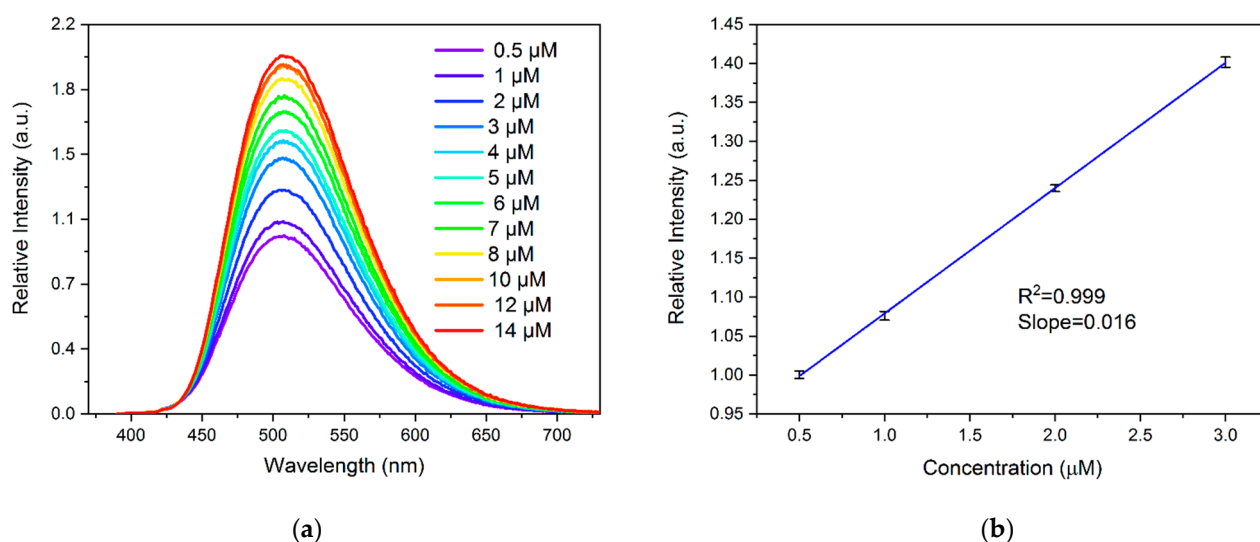 2.2
1.8
1.5
1.1
0.7
0.4
0.0
Relative Intensity (a.u.)
400 450 500 550 600 650 700
Wavelength (nm)
0.5 µM
1 µM
2 µM
3 µM
4 µM
5 µM
6 µM
7 µM
8 µM
10 µM
12 µM
14 µM
(a)
1.45
1.40
1.35
1.30
1.25
1.20
1.15
1.10
1.05
1.00
0.95
Relative Intensity (a.u.)
R²=0.999
Slope=0.016
0.5 1.0 1.5 2.0 2.5 3.0
Concentration (μM)
(b)